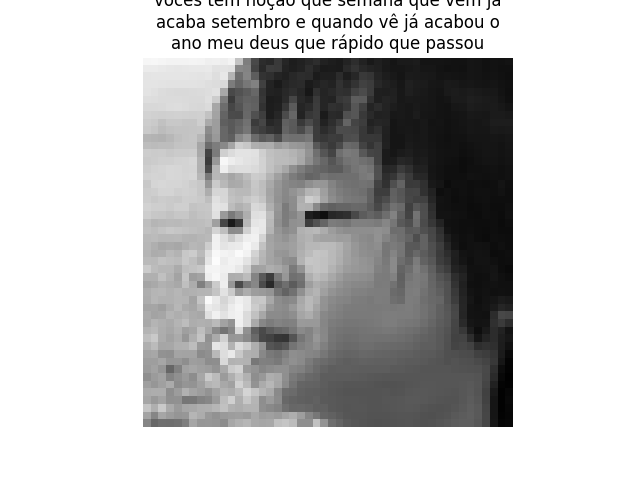 vocês têm noção que semana que vem já
acaba setembro e quando vê já acabou o
ano meu deus que rápido que passou